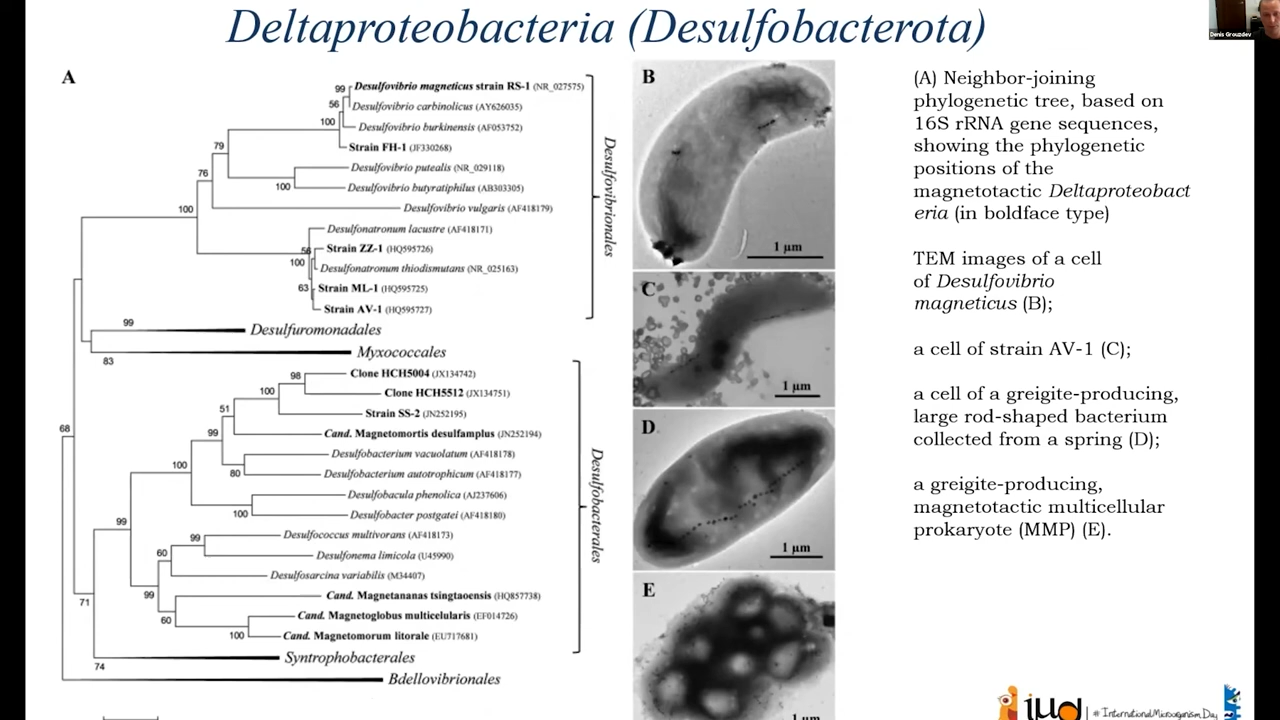 Deltaproteobacteria (Desulfobacterota)
Denis Grouzdev
A
99
Desulfovibrio magneticus strain RS-1 (NR_027575)
56
Desulfovibrio carbinolicus (AY626035)
100
Desulfovibrio burkinensis (AF053752)
79
Strain FH-1 (JF330268)
76
Desulfovibrio putealis (NR_029118)
100
Desulfovibrio butyratiphilus (AB303305)
100
Desulfovibrio vulgaris (AF418179)
Desulfonatronum lacustre (AF418171)
56
Strain ZZ-1 (HQ595726)
100
Desulfonatronum thiodismutans (NR_025163)
63
Strain ML-1 (HQ595725)
Strain AV-1 (HQ595727)
Desulfovibrionales
99
Desulfuromonadales
83
Myxococcales
98
Clone HCH5004 (JX134742)
100
Clone HCH5512 (JX134751)
51
Strain SS-2 (JN252195)
99
Cand. Magnetomortis desulfamplus (JN252194)
Desulfobacterium vacuolatum (AF418178)
80
Desulfobacterium autotrophicum (AF418177)
100
Desulfobacula phenolica (AJ237606)
100
Desulfobacter postgatei (AF418180)
99
99
Desulfococcus multivorans (AF418173)
60
Desulfonema limicola (U45990)
Desulfosarcina variabilis (M34407)
99
Cand. Magnetananas tsingtaoensis (HQ857738)
60
Cand. Magnetoglobus multicelularis (EF014726)
100
Cand. Magnetomorum litorale (EU717681)
Desulfobacterales
68
71
74
Syntrophobacterales
Bdellovibrionales
B
1 µm
C
1 µm
D
1 µm
E
1 µm
(A) Neighbor-joining
phylogenetic tree, based on
16S rRNA gene sequences,
showing the phylogenetic
positions of the
magnetotactic Deltaproteobact
eria (in boldface type)
TEM images of a cell
of Desulfovibrio
magneticus (B);
a cell of strain AV-1 (C);
a cell of a greigite-producing,
large rod-shaped bacterium
collected from a spring (D);
a greigite-producing,
magnetotactic multicellular
prokaryote (MMP) (E).
imd
#InternationalMicroorganismDay